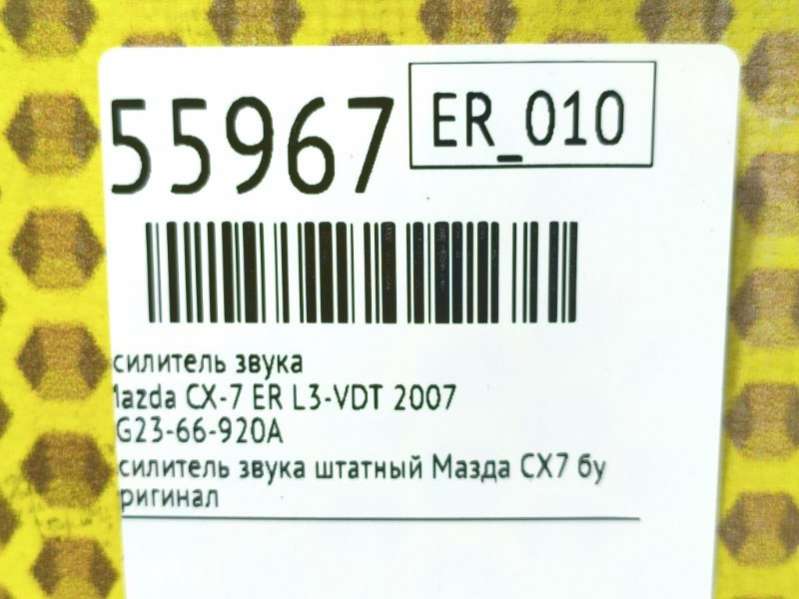 55967
ER_010
силитель звука
azda CX-7 ER L3-VDT 2007
G23-66-920A
силитель звука штатный Мазда СХ7 бу
ригинал